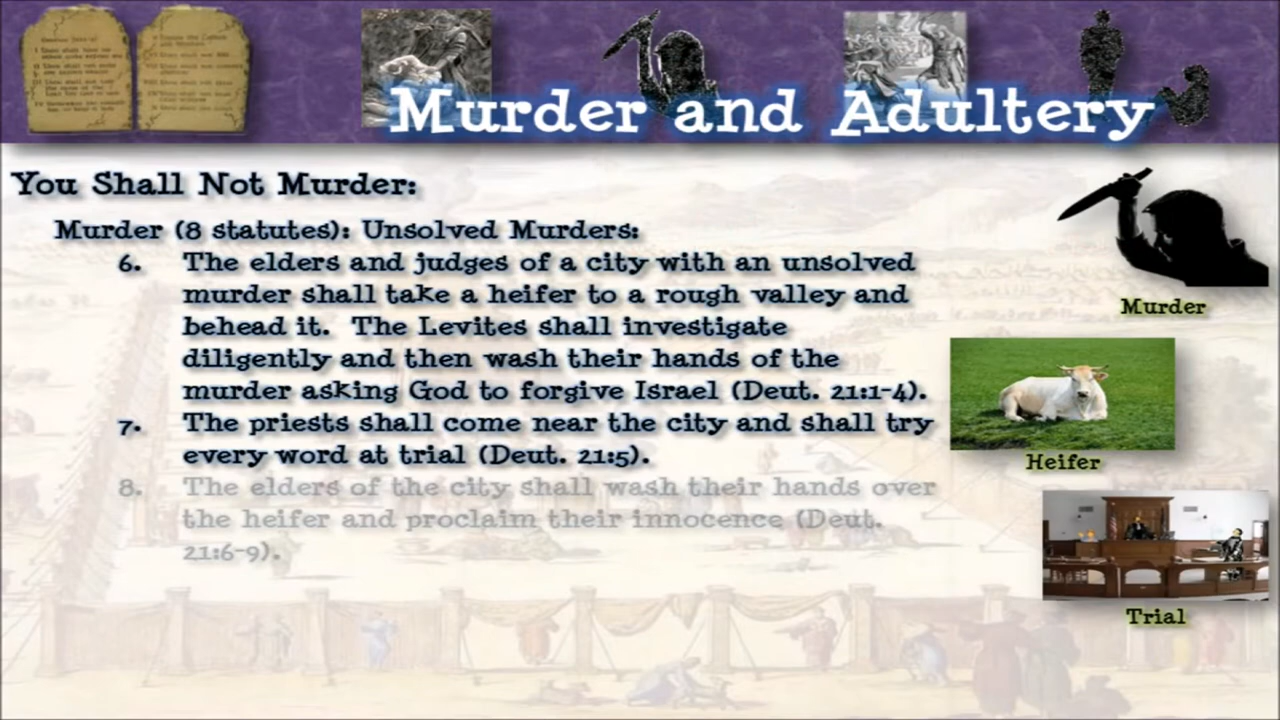 Murder and Adultery
You Shall Not Murder:
Murder (8 statutes): Unsolved Murders:
6. The elders and judges of a city with an unsolved
murder shall take a heifer to a rough valley and
behead it. The Levites shall investigate
diligently and then wash their hands of the
murder asking God to forgive Israel (Deut. 21:1-4).
7. The priests shall come near the city and shall try
every word at trial (Deut. 21:5).
8. The elders of the city shall wash their hands over
the heifer and proclaim their innocence (Deut.
21:6-9).
Murder
Heifer
Trial